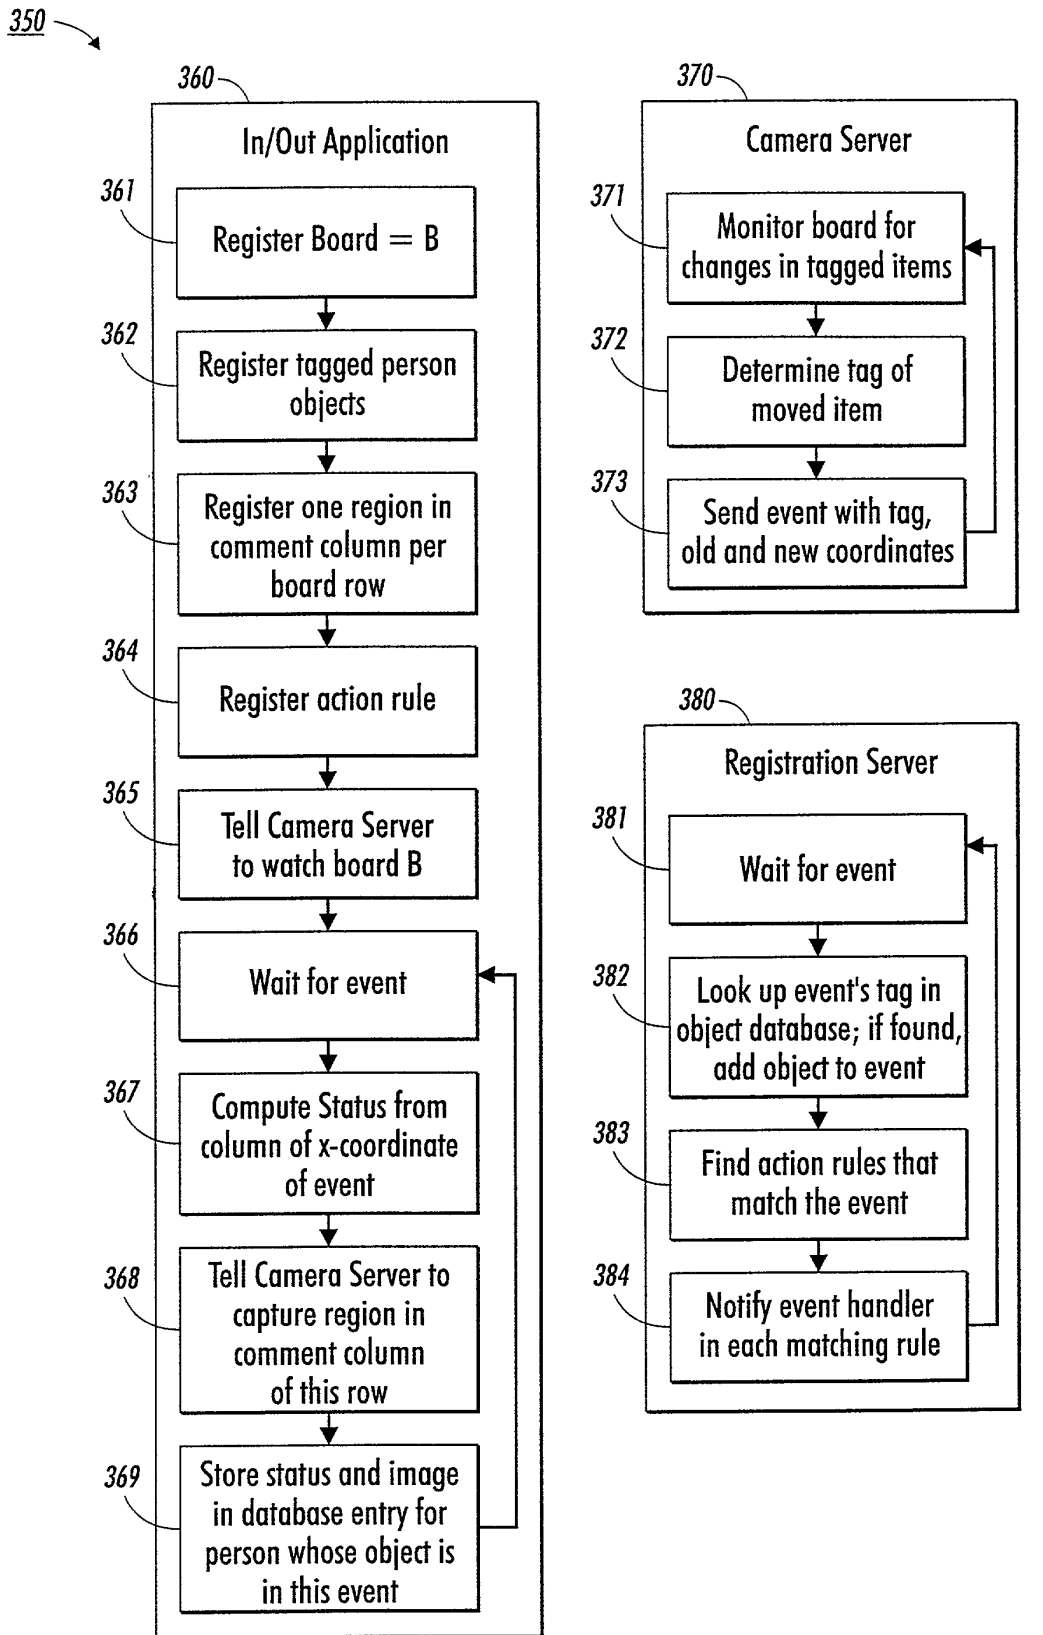 350
360
In/Out Application
361
Register Board = B
362
Register tagged person
objects
363
Register one region in
comment column per
board row
364
Register action rule
365
Tell Camera Server
to watch board B
366
Wait for event
367
Compute Status from
column of x-coordinate
of event
368
Tell Camera Server to
capture region in
comment column
of this row
369
Store status and image
in database entry for
person whose object is
in this event
370
Camera Server
371
Monitor board for
changes in tagged items
372
Determine tag of
moved item
373
Send event with tag,
old and new coordinates
380
Registration Server
381
Wait for event
382
Look up event's tag in
object database; if found,
add object to event
383
Find action rules that
match the event
384
Notify event handler
in each matching rule